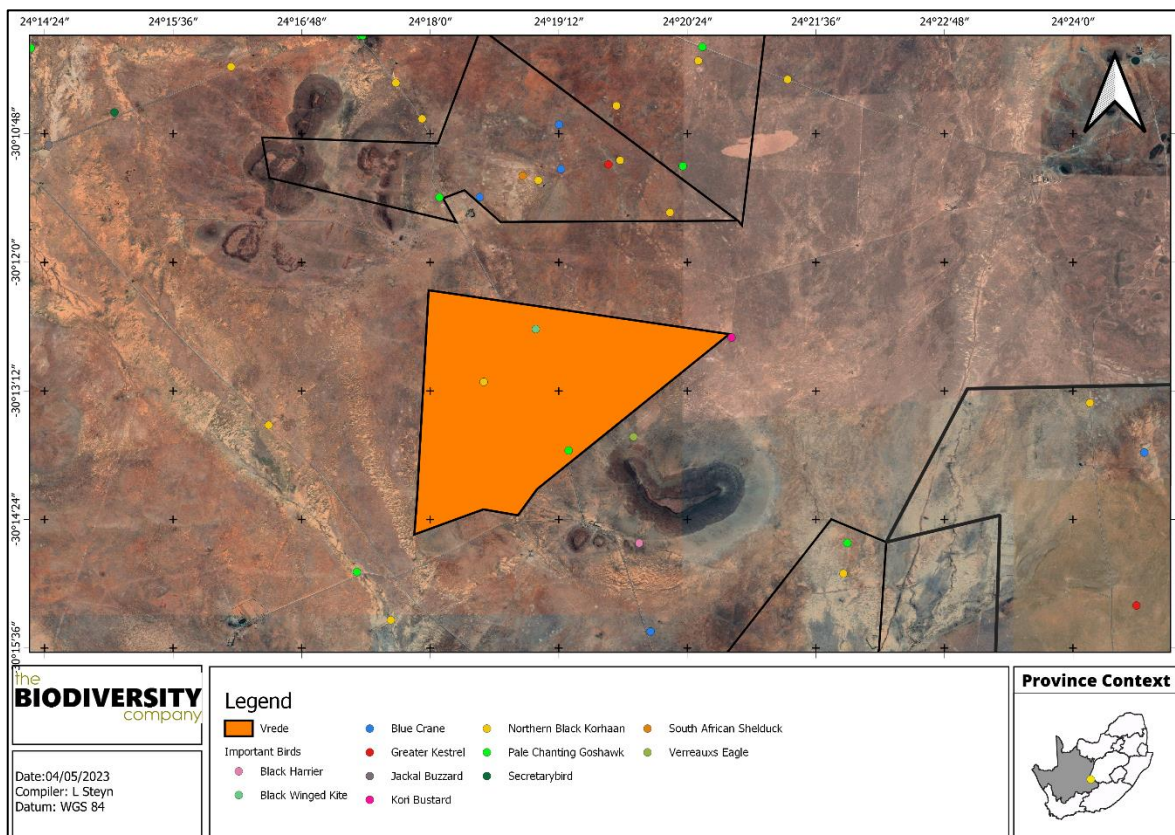 24°14'24" 24°15'36" 24°16'48" 24°18'0" 24°19'12" 24°20'24" 24°21'36" 24°22'48" 24°24'0"
-30°10'48"
-30°12'0"
-30°13'12"
-30°14'24"
-30°15'36"
the
BIODIVERSITY
company
Date:04/05/2023
Compiler: L Steyn
Datum: WGS 84
Legend
Vrede
Important Birds
Black Harrier
Black Winged Kite
Blue Crane
Greater Kestrel
Jackal Buzzard
Kori Bustard
Northern Black Korhaan
Pale Chanting Goshawk
Secretarybird
South African Shelduck
Verreauxs Eagle
Province Context